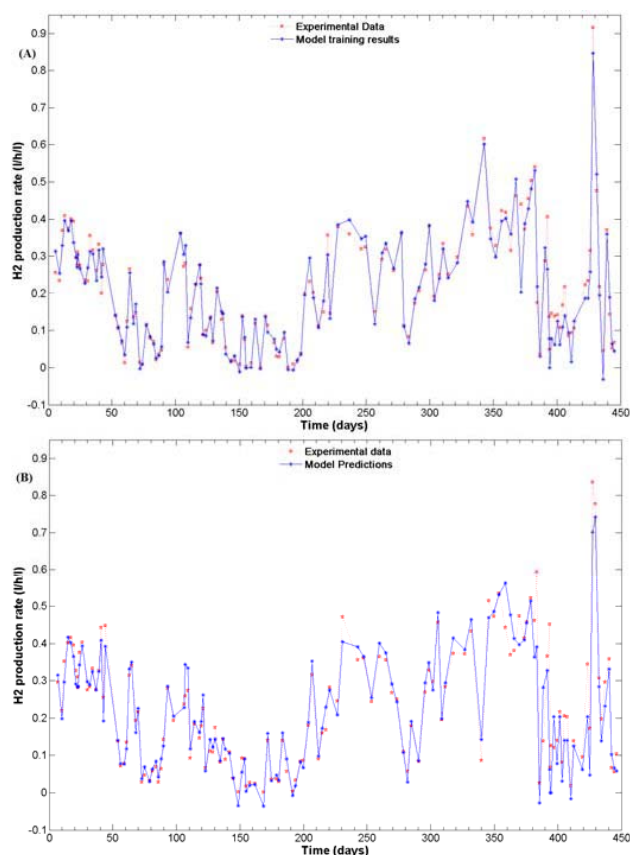 (A)
Experimental Data
Model training results
H2 production rate (l/h/l)
0.9
0.8
0.7
0.6
0.5
0.4
0.3
0.2
0.1
0
-0.1
0 50 100 150 200 250 300 350 400 450
Time (days)
(B)
Experimental data
Model Predictions
H2 production rate (l/h/l)
0.9
0.8
0.7
0.6
0.5
0.4
0.3
0.2
0.1
0
-0.1
0 50 100 150 200 250 300 350 400 450
Time (days)